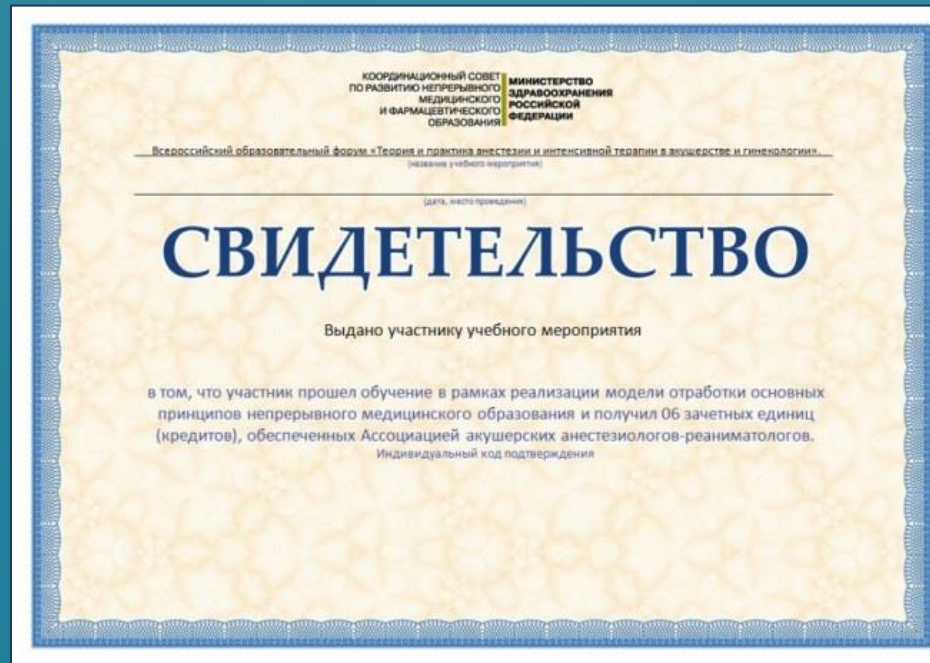 КООРДИНАЦИОННЫЙ СОВЕТ
ПО РАЗВИТИЮ НЕПРЕРЫВНОГО
МЕДИЦИНСКОГО
И ФАРМАЦЕВТИЧЕСКОГО
ОБРАЗОВАНИЯ
МИНИСТЕРСТВО
ЗДРАВООХРАНЕНИЯ
РОССИЙСКОЙ
ФЕДЕРАЦИИ
Всероссийский образовательный форум «Теория и практика анестезии и интенсивной терапии в акушерстве и гинекологии».
(название учебного мероприятия)
(дата, место проведения)
СВИДЕТЕЛЬСТВО
Выдано участнику учебного мероприятия
в том, что участник прошел обучение в рамках реализации модели отработки основных
принципов непрерывного медицинского образования и получил 06 зачетных единиц
(кредитов), обеспеченных Ассоциацией акушерских анестезиологов-реаниматологов.
Индивидуальный код подтверждения